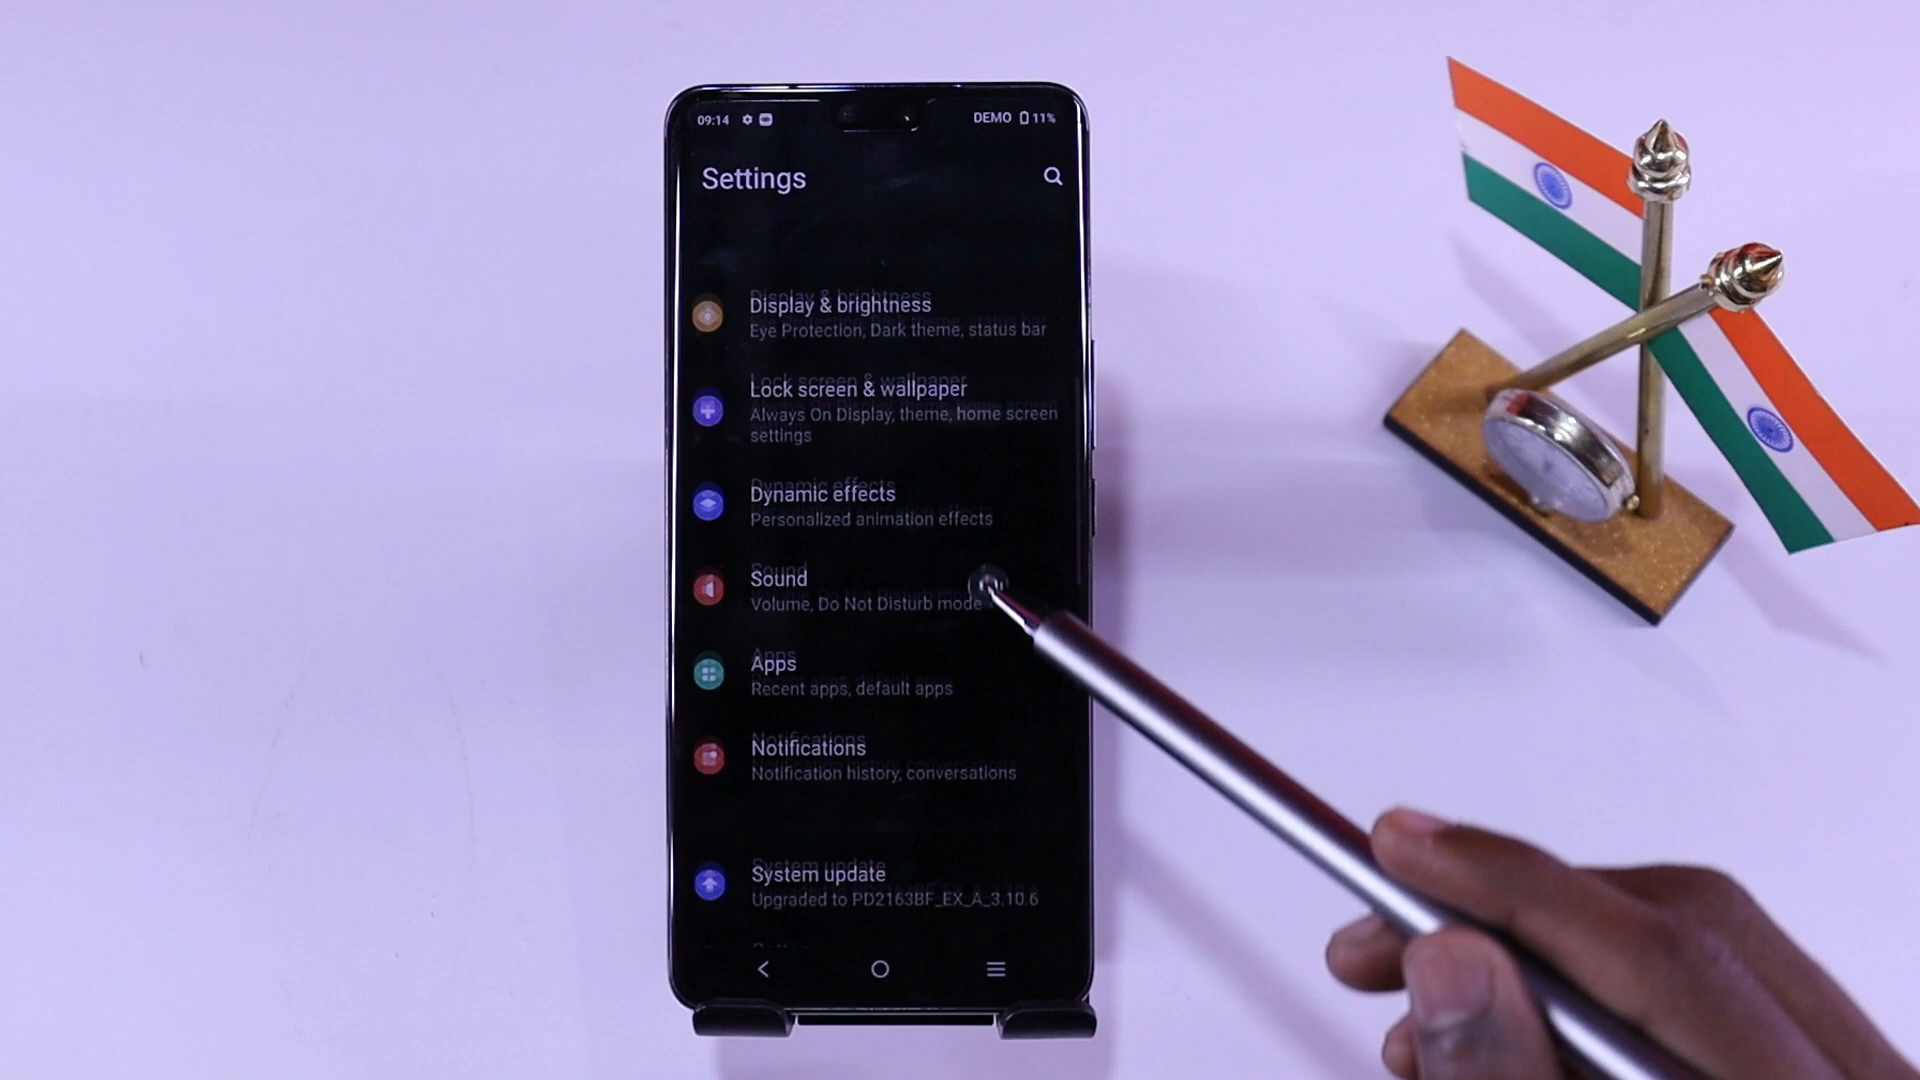 09:14 DEMO 11%
Settings
Display & brightness
Eye Protection, Dark theme, status bar
Lock screen & wallpaper
Always On Display, theme, home screen
settings
Dynamic effects
Personalized animation effects
Sound
Volume, Do Not Disturb mode
Apps
Recent apps, default apps
Notifications
Notification history, conversations
System update
Upgraded to PD2163BF_EX_A_3.10.6